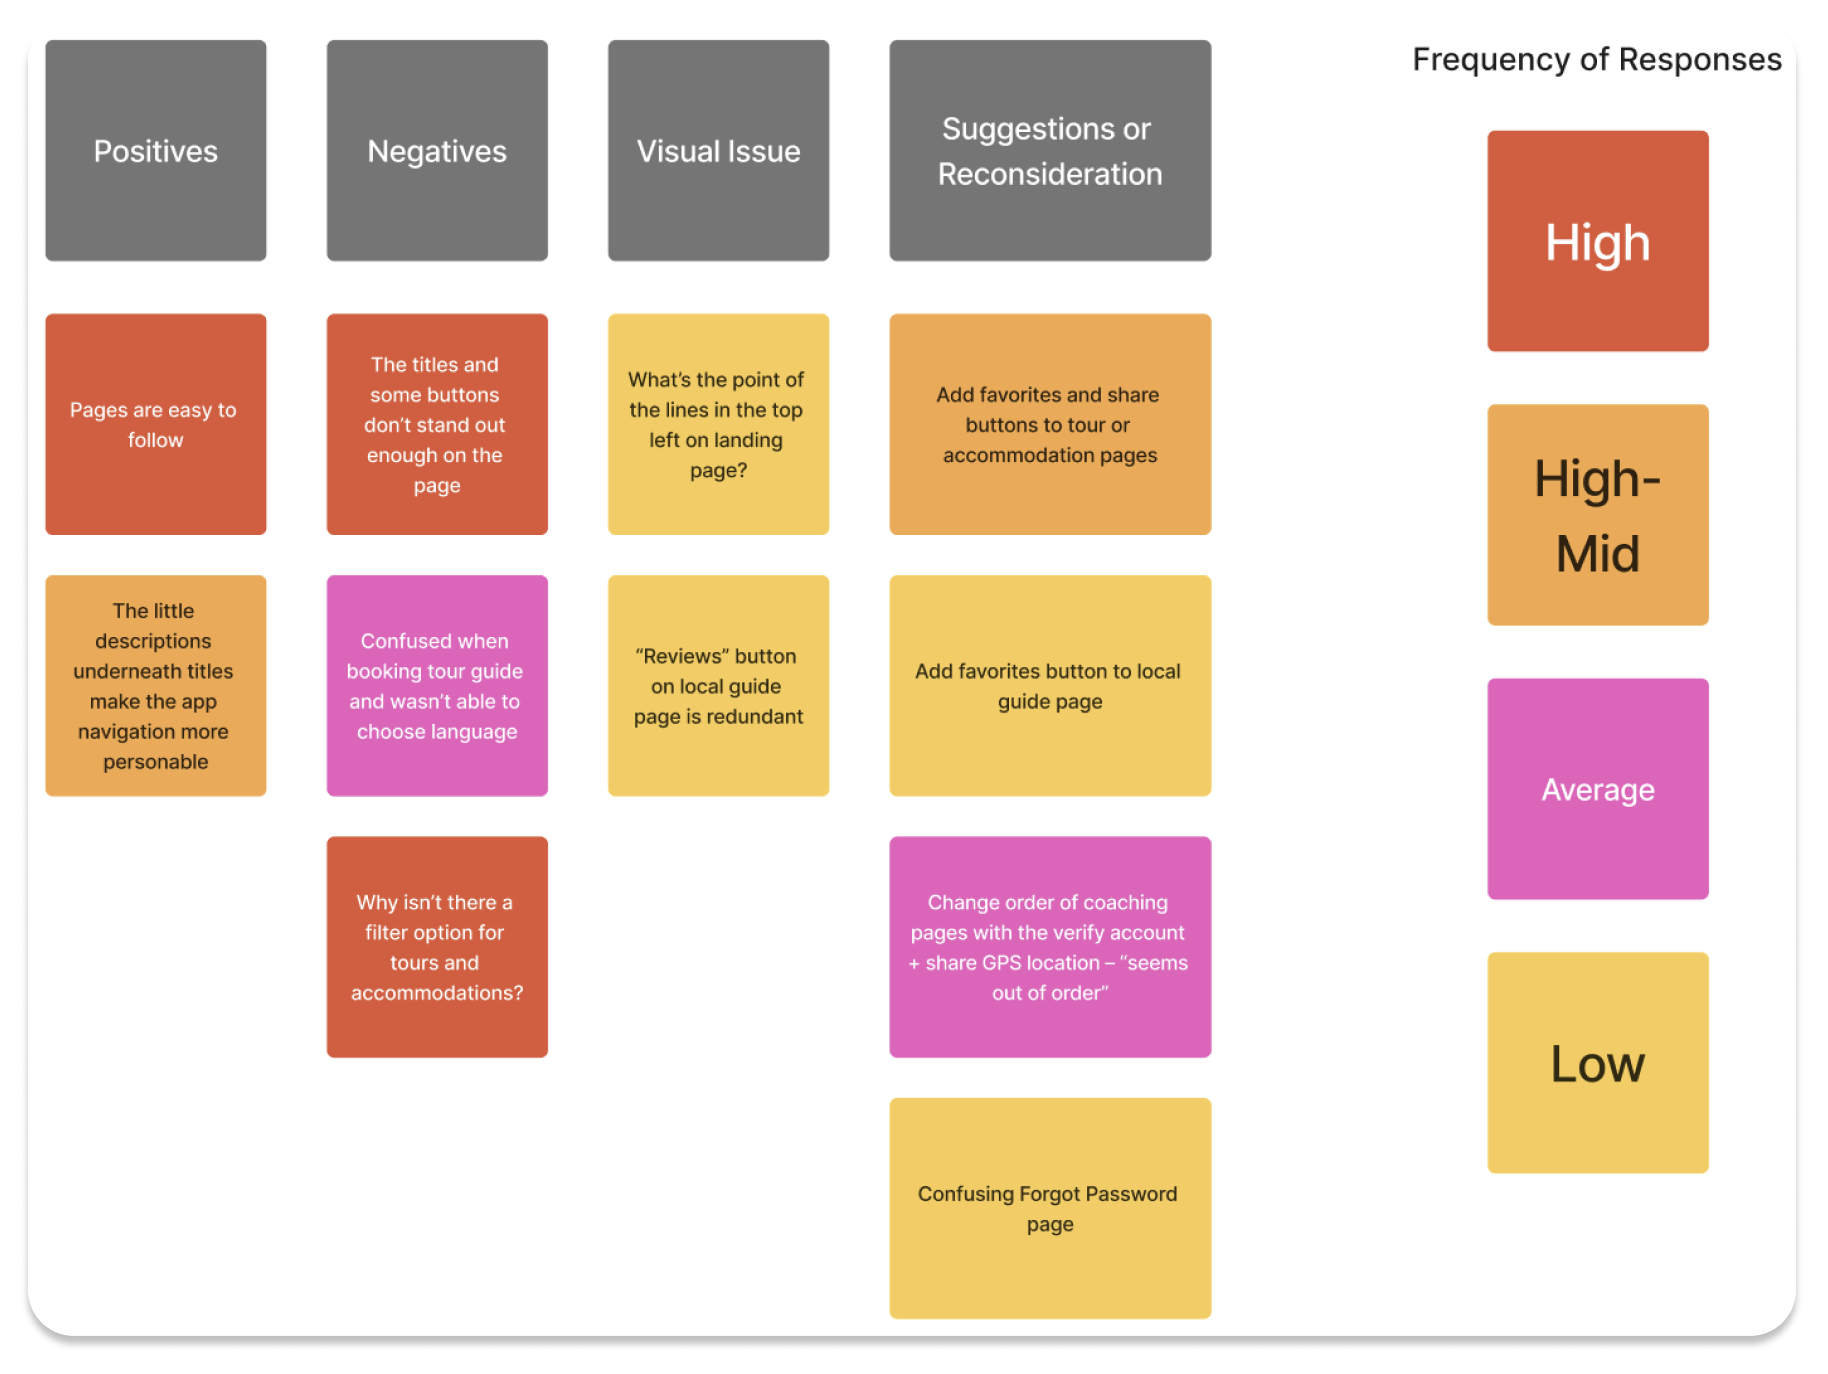 Positives
Negatives
Visual Issue
Suggestions or
Reconsideration
Pages are easy to
follow
The titles and
some buttons
don’t stand out
enough on the
page
What’s the point of
the lines in the top
left on landing
page?
Add favorites and share
buttons to tour or
accommodation pages
The little
descriptions
underneath titles
make the app
navigation more
personable
Confused when
booking tour guide
and wasn’t able to
choose language
“Reviews” button
on local guide
page is redundant
Add favorites button to local
guide page
Why isn’t there a
filter option for
tours and
accommodations?
Change order of coaching
pages with the verify account
+ share GPS location – “seems
out of order”
Confusing Forgot Password
page
Frequency of Responses
High
High-
Mid
Average
Low